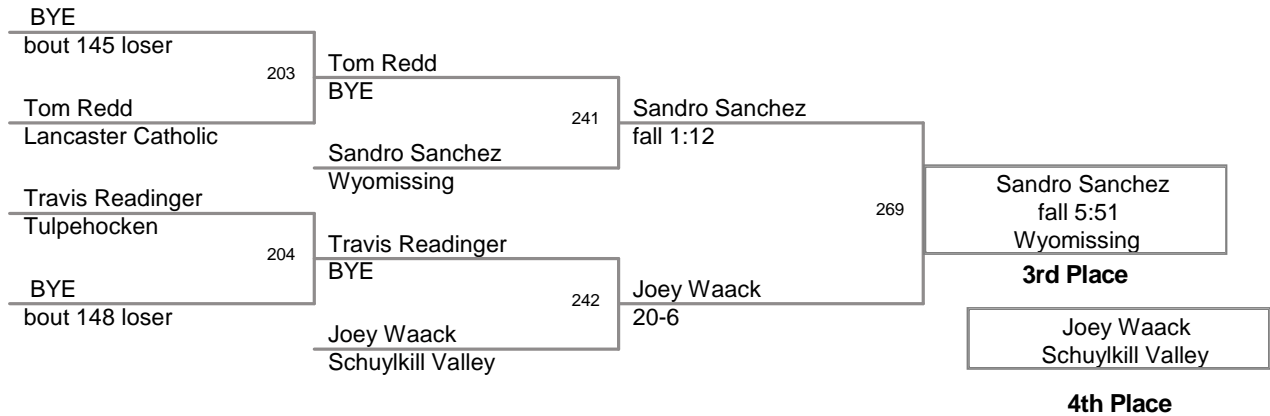 BYE
bout 145 loser
203
Tom Redd
Lancaster Catholic
Travis Readinger
Tulpehocken
204
BYE
bout 148 loser
Tom Redd
BYE
241
Sandro Sanchez
Wyomissing
Travis Readinger
BYE
242
Joey Waack
Schuylkill Valley
Sandro Sanchez
fall 1:12
269
Joey Waack
20-6
Sandro Sanchez
fall 5:51
Wyomissing
3rd Place
Joey Waack
Schuylkill Valley
4th Place